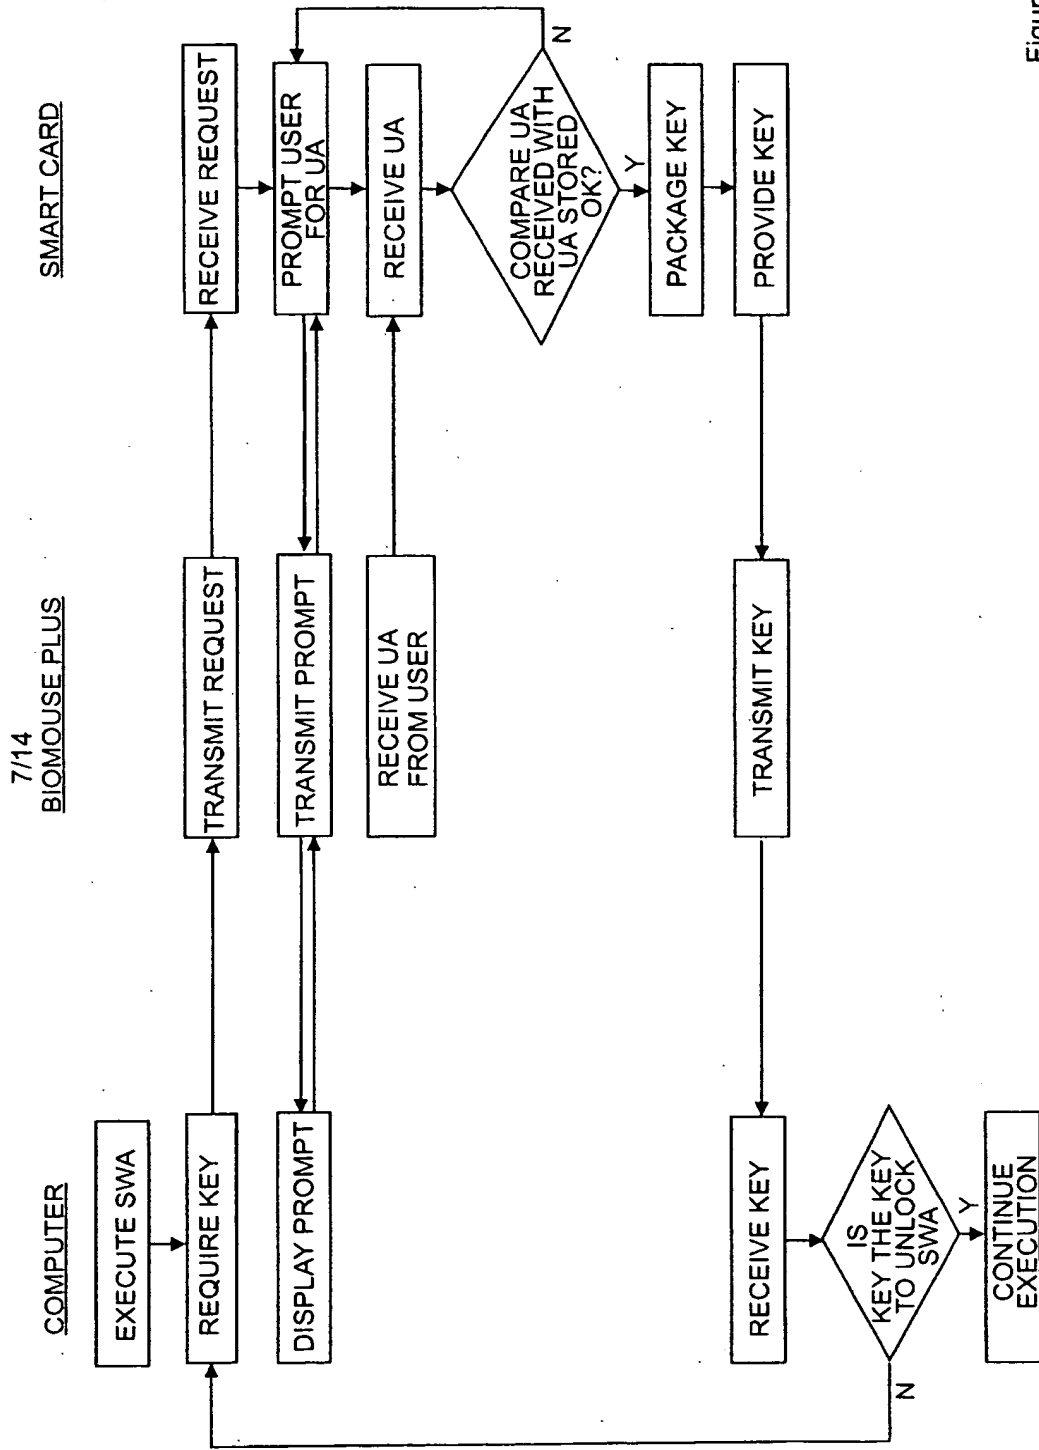 7/14
COMPUTER
BIOMOUSE PLUS
SMART CARD
EXECUTE SWA
REQUIRE KEY
TRANSMIT REQUEST
RECEIVE REQUEST
DISPLAY PROMPT
TRANSMIT PROMPT
PROMPT USER
FOR UA
RECEIVE UA
FROM USER
RECEIVE UA
COMPARE UA
RECEIVED WITH
UA STORED
OK?
N
Y
PACKAGE KEY
RECEIVE KEY
TRANSMIT KEY
PROVIDE KEY
IS
KEY THE KEY
TO UNLOCK
SWA
N
Y
CONTINUE
EXECUTION